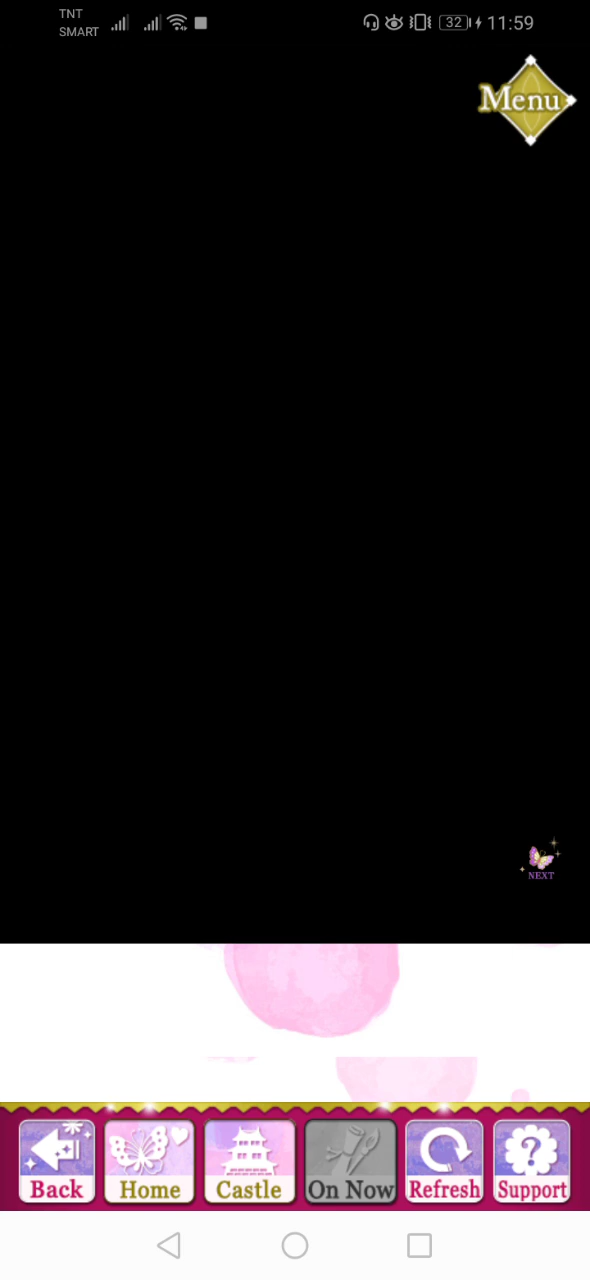 TNT
SMART
32 11:59
Menu
NEXT
Back Home Castle On Now Refresh Support